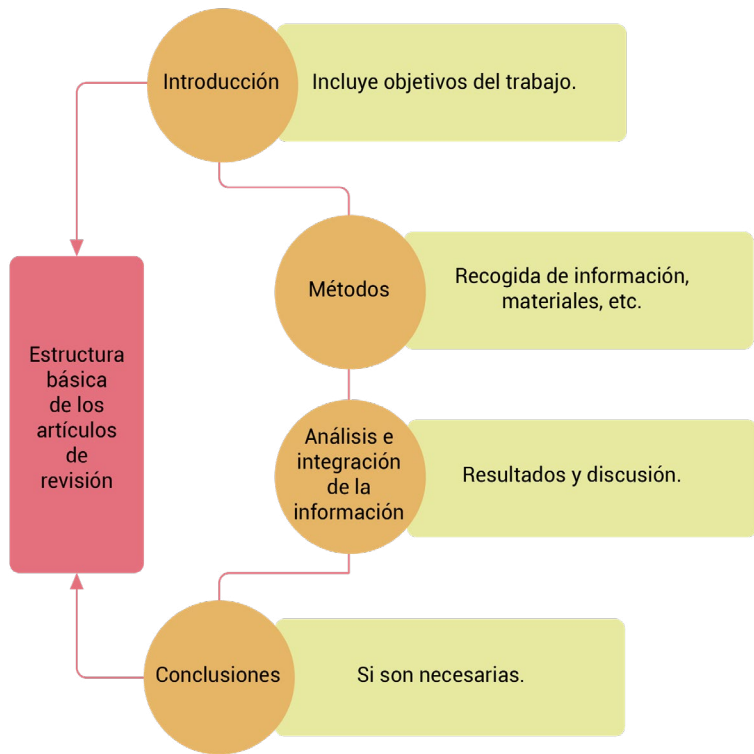 Introducción
Incluye objetivos del trabajo.
Métodos
Recogida de información,
materiales, etc.
Estructura
básica
de los
artículos
de
revisión
Análisis e
integración
de la
información
Resultados y discusión.
Conclusiones
Si son necesarias.